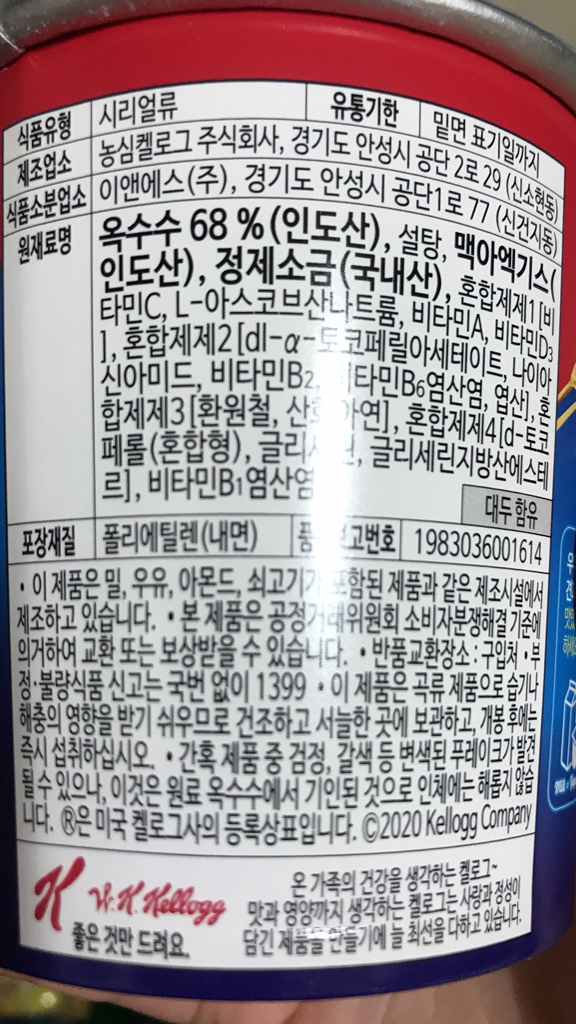 식품유형 시리얼류 유통기한 밑면 표기일까지
제조업소 농심켈로그 주식회사, 경기도 안성시 공단 2로 29 (신소현동)
식품소분업소 이앤에스(주), 경기도 안성시 공단1로 77 (신건지동)
원재료명 옥수수 68 %(인도산), 설탕, 맥아엑기스(
인도산), 정제소금(국내산), 혼합제제1[비
타민C, L-아스코브산나트륨, 비타민A, 비타민D3
], 혼합제제2[dl-α-토코페릴아세테이트, 나이아
신아미드, 비타민B2, 비타민B6염산염, 엽산], 혼
합제제3[환원철, 산화아연], 혼합제제4[d-토코
페롤(혼합형), 글리세린, 글리세린지방산에스테
르], 비타민B1염산염
대두 함유
포장재질 폴리에틸렌(내면) 고번호 1983036001614
• 이 제품은 밀, 우유, 아몬드, 쇠고기가 포함된 제품과 같은 제조시설에서
제조하고 있습니다. • 본 제품은 공정거래위원회 소비자분쟁해결 기준에
의거하여 교환 또는 보상받을 수 있습니다. • 반품교환장소 : 구입처 • 부
정·불량식품 신고는 국번 없이 1399 • 이 제품은 곡류 제품으로 습기나
해충의 영향을 받기 쉬우므로 건조하고 서늘한 곳에 보관하고, 개봉 후에는
즉시 섭취하십시오. • 간혹 제품 중 검정, 갈색 등 변색된 푸레이크가 발견
될 수 있으나, 이것은 원료 옥수수에서 기인된 것으로 인체에는 해롭지 않습
니다. ®은 미국 켈로그사의 등록상표입니다. ©2020 Kellogg Company
K W.K. Kellogg
좋은 것만 드려요.
온 가족의 건강을 생각하는 켈로그~
맛과 영양까지 생각하는 켈로그는 사랑과 정성이
담긴 제품을 만들기에 늘 최선을 다하고 있습니다.